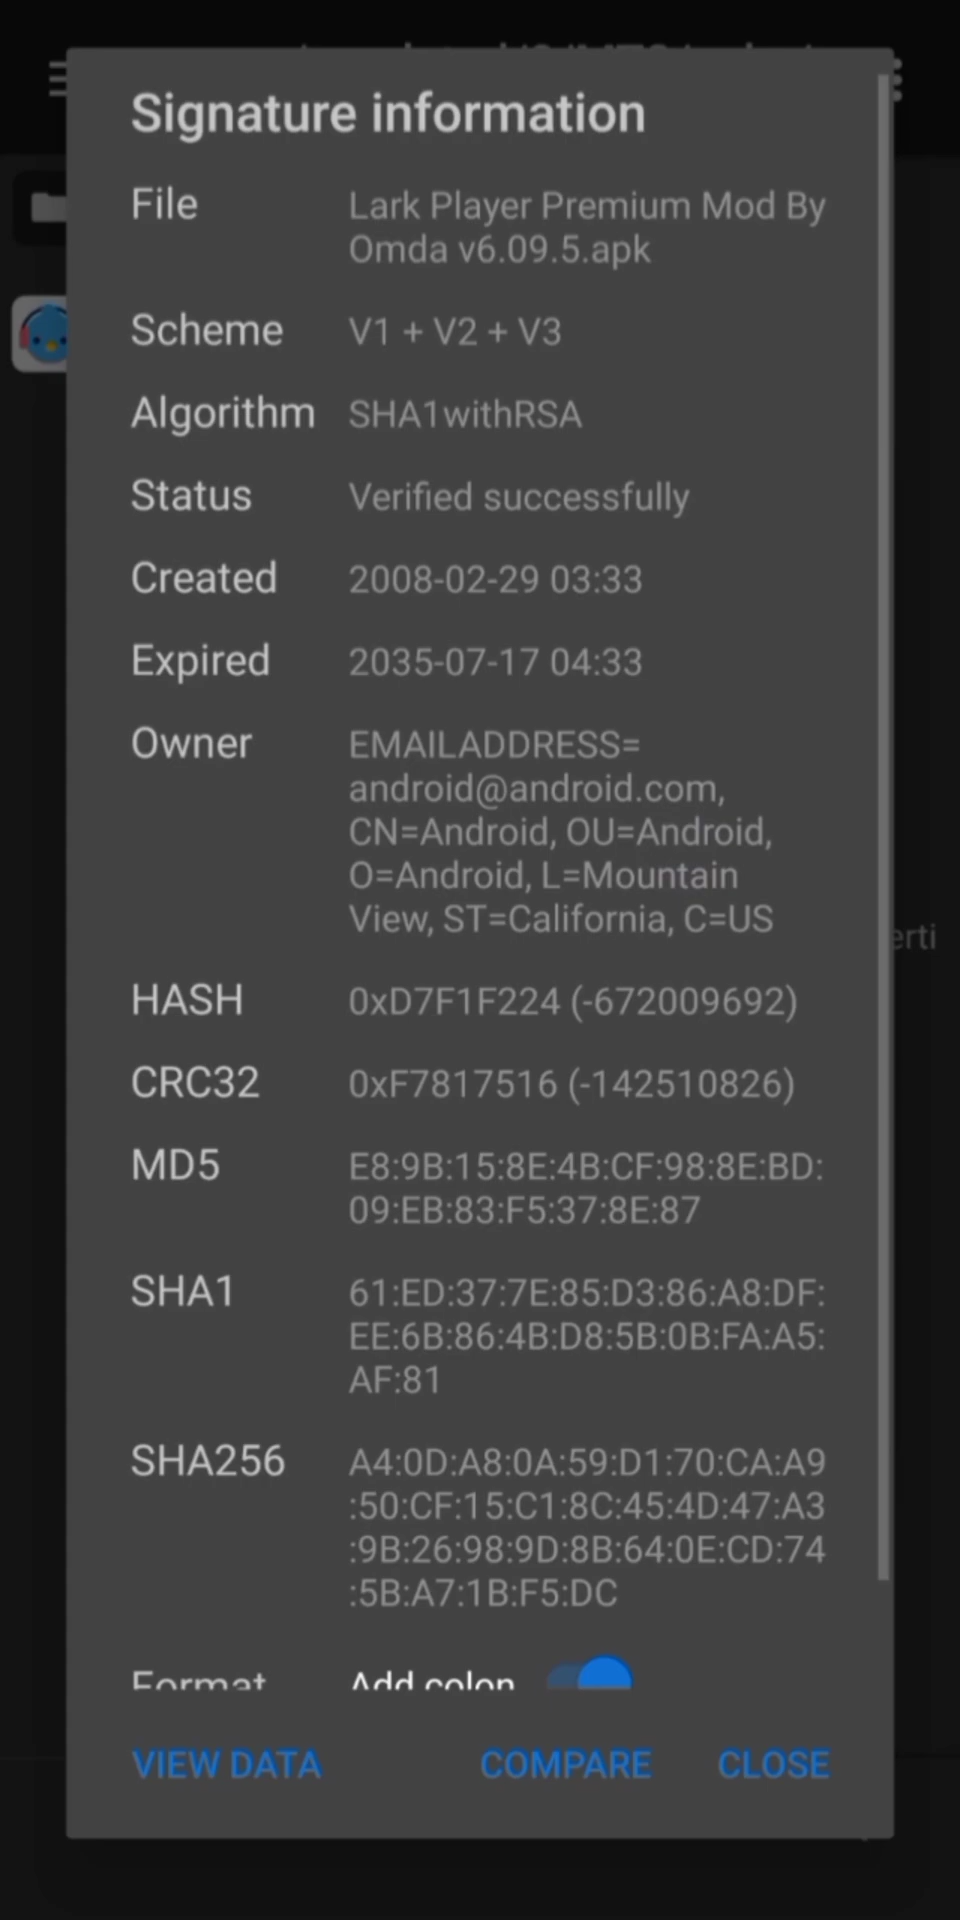 Signature information
File
Lark Player Premium Mod By
Omda v6.09.5.apk
Scheme
V1 + V2 + V3
Algorithm
SHA1withRSA
Status
Verified successfully
Created
2008-02-29 03:33
Expired
2035-07-17 04:33
Owner
EMAILADDRESS=
android@android.com,
CN=Android, OU=Android,
O=Android, L=Mountain
View, ST=California, C=US
erti
HASH
0xD7F1F224 (-672009692)
CRC32
0xF7817516 (-142510826)
MD5
E8:9B:15:8E:4B:CF:98:8E:BD:
09:EB:83:F5:37:8E:87
SHA1
61:ED:37:7E:85:D3:86:A8:DF:
EE:6B:86:4B:D8:5B:0B:FA:A5:
AF:81
SHA256
A4:0D:A8:0A:59:D1:70:CA:A9
:50:CF:15:C1:8C:45:4D:47:A3
:9B:26:98:9D:8B:64:0E:CD:74
:5B:A7:1B:F5:DC
Format
Add colon
VIEW DATA
COMPARE
CLOSE